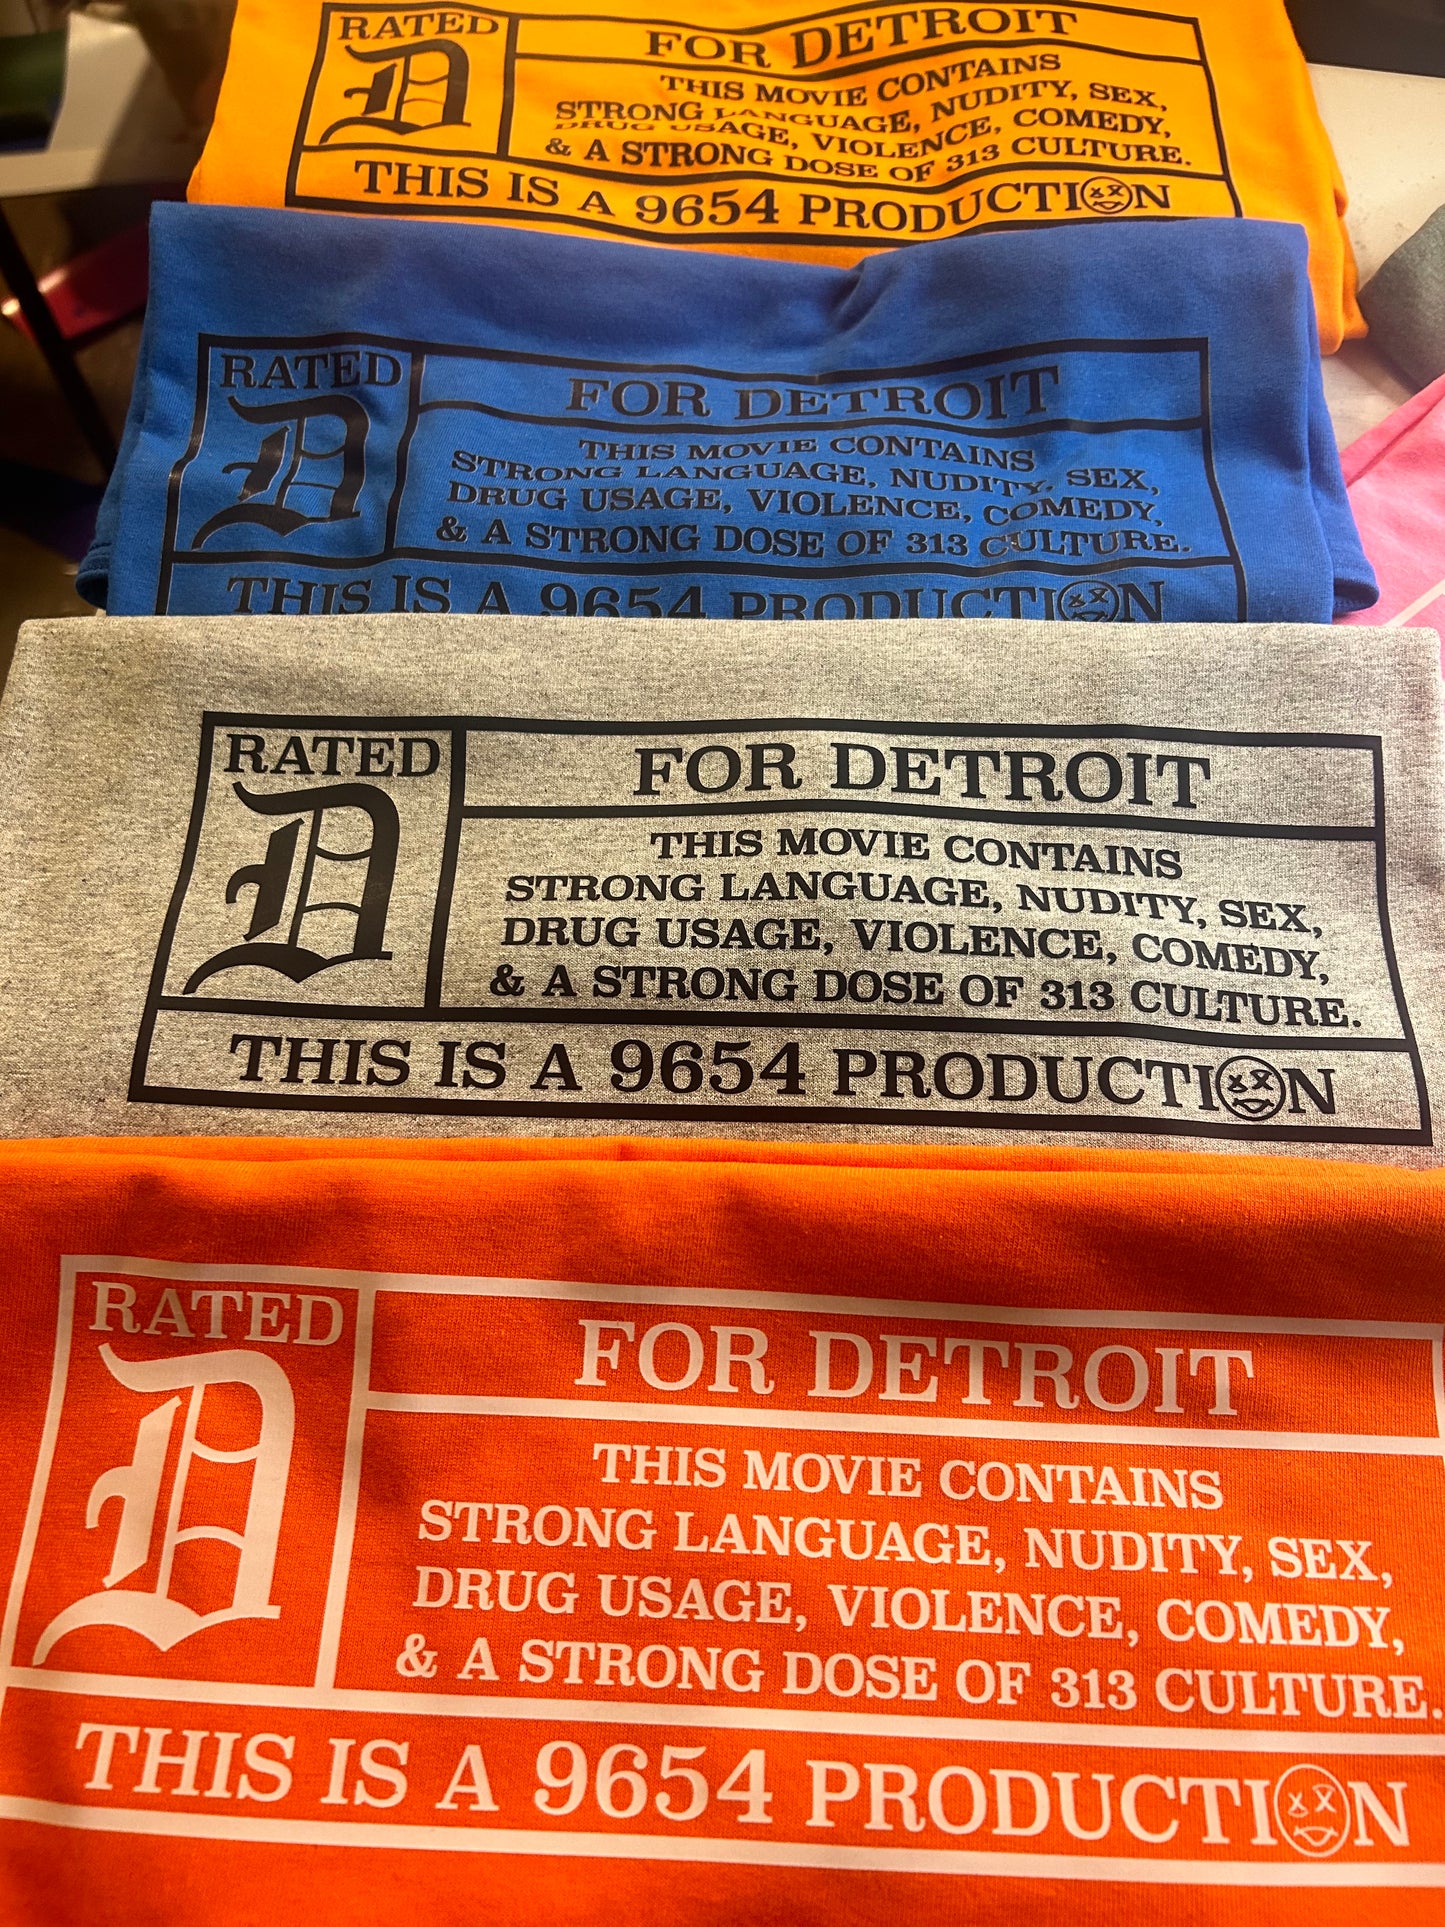 RATED
D
FOR DETROIT
THIS MOVIE CONTAINS
STRONG LANGUAGE, NUDITY, SEX,
DRUG USAGE, VIOLENCE, COMEDY,
& A STRONG DOSE OF 313 CULTURE.
THIS IS A 9654 PRODUCTION
RATED
D
FOR DETROIT
THIS MOVIE CONTAINS
STRONG LANGUAGE, NUDITY, SEX,
DRUG USAGE, VIOLENCE, COMEDY,
& A STRONG DOSE OF 313 CULTURE.
THIS IS A 9654 PRODUCTION
RATED
D
FOR DETROIT
THIS MOVIE CONTAINS
STRONG LANGUAGE, NUDITY, SEX,
DRUG USAGE, VIOLENCE, COMEDY,
& A STRONG DOSE OF 313 CULTURE.
THIS IS A 9654 PRODUCTION
RATED
D
FOR DETROIT
THIS MOVIE CONTAINS
STRONG LANGUAGE, NUDITY, SEX,
DRUG USAGE, VIOLENCE, COMEDY,
& A STRONG DOSE OF 313 CULTURE.
THIS IS A 9654 PRODUCTION